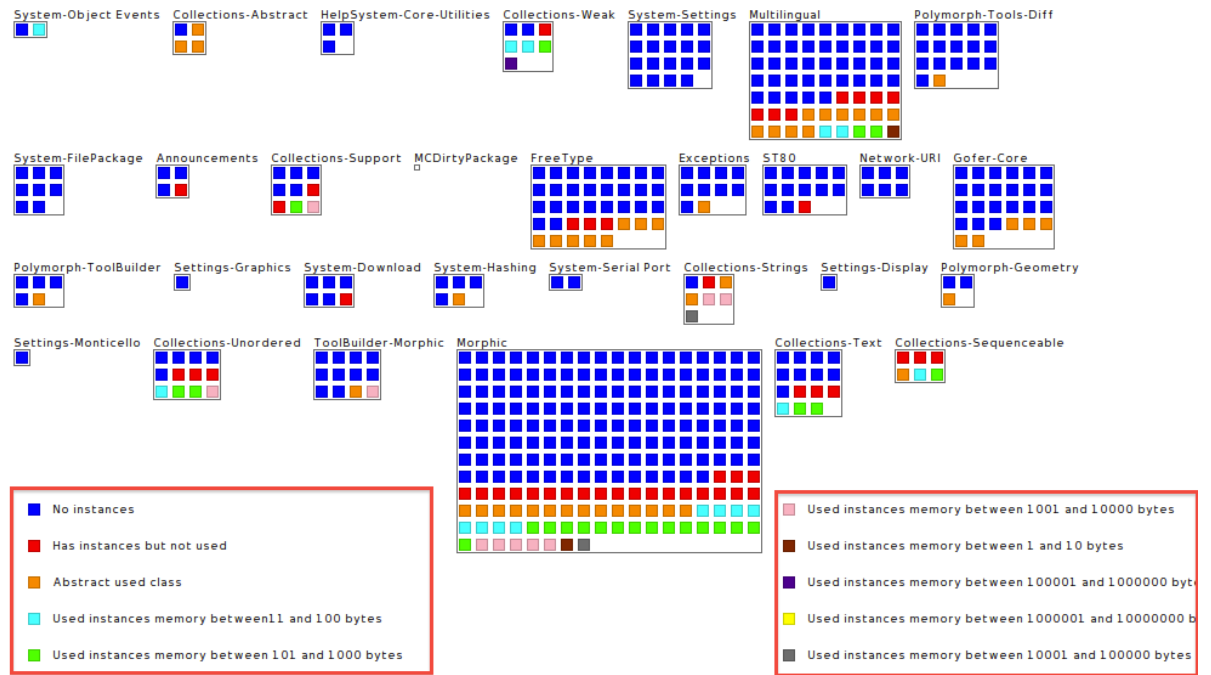 System-Object Events Collections-Abstract HelpSystem-Core-Utilities Collections-Weak System-Settings Multilingual Polymorph-Tools-Diff
System-FilePackage Announcements Collections-Support MCDirtyPackage FreeType Exceptions ST80 Network-URI Gofer-Core
Polymorph-ToolBuilder Settings-Graphics System-Download System-Hashing System-Serial Port Collections-Strings Settings-Display Polymorph-Geometry
Settings-Monticello Collections-Unordered ToolBuilder-Morphic Morphic Collections-Text Collections-Sequenceable
No instances
Has instances but not used
Abstract used class
Used instances memory between11 and 100 bytes
Used instances memory between 101 and 1000 bytes
Used instances memory between 1001 and 10000 bytes
Used instances memory between 1 and 10 bytes
Used instances memory between 100001 and 1000000 byte
Used instances memory between 1000001 and 10000000 b
Used instances memory between 10001 and 100000 bytes